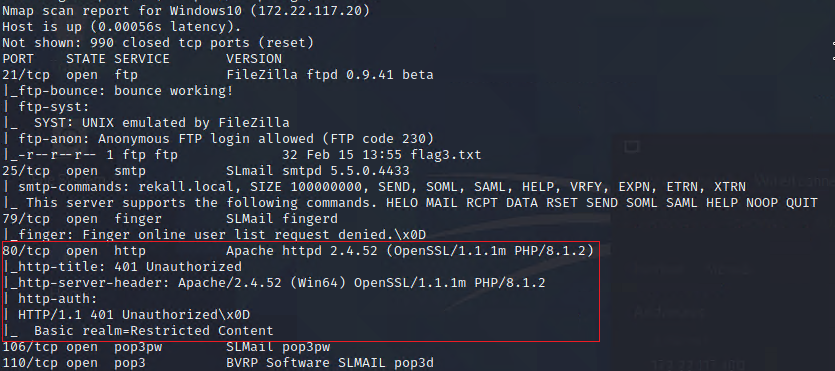 Nmap scan report for Windows10 (172.22.117.20)
Host is up (0.00056s latency).
Not shown: 990 closed tcp ports (reset)
PORT    STATE SERVICE       VERSION
21/tcp  open  ftp           FileZilla ftpd 0.9.41 beta
|_ftp-bounce: bounce working!
| ftp-syst:
|_  SYST: UNIX emulated by FileZilla
| ftp-anon: Anonymous FTP login allowed (FTP code 230)
|_-r--r--r-- 1 ftp ftp             32 Feb 15 13:55 flag3.txt
25/tcp  open  smtp          SLmail smtpd 5.5.0.4433
| smtp-commands: rekall.local, SIZE 100000000, SEND, SOML, SAML, HELP, VRFY, EXPN, ETRN, XTRN
|_ This server supports the following commands. HELO MAIL RCPT DATA RSET SEND SOML SAML HELP NOOP QUIT
79/tcp  open  finger        SLMail fingerd
|_finger: Finger online user list request denied.\x0D
80/tcp  open  http          Apache httpd 2.4.52 (OpenSSL/1.1.1m PHP/8.1.2)
|_http-title: 401 Unauthorized
|_http-server-header: Apache/2.4.52 (Win64) OpenSSL/1.1.1m PHP/8.1.2
| http-auth:
| HTTP/1.1 401 Unauthorized\x0D
|_  Basic realm=Restricted Content
106/tcp open  pop3pw        SLMail pop3pw
110/tcp open  pop3          BVRP Software SLMAIL pop3d